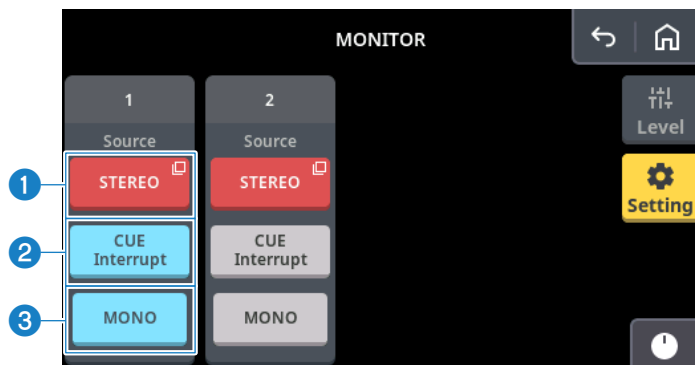 MONITOR
1
2
Level
Source
Source
1
STEREO
STEREO
Setting
2
CUE
Interrupt
CUE
Interrupt
3
MONO
MONO